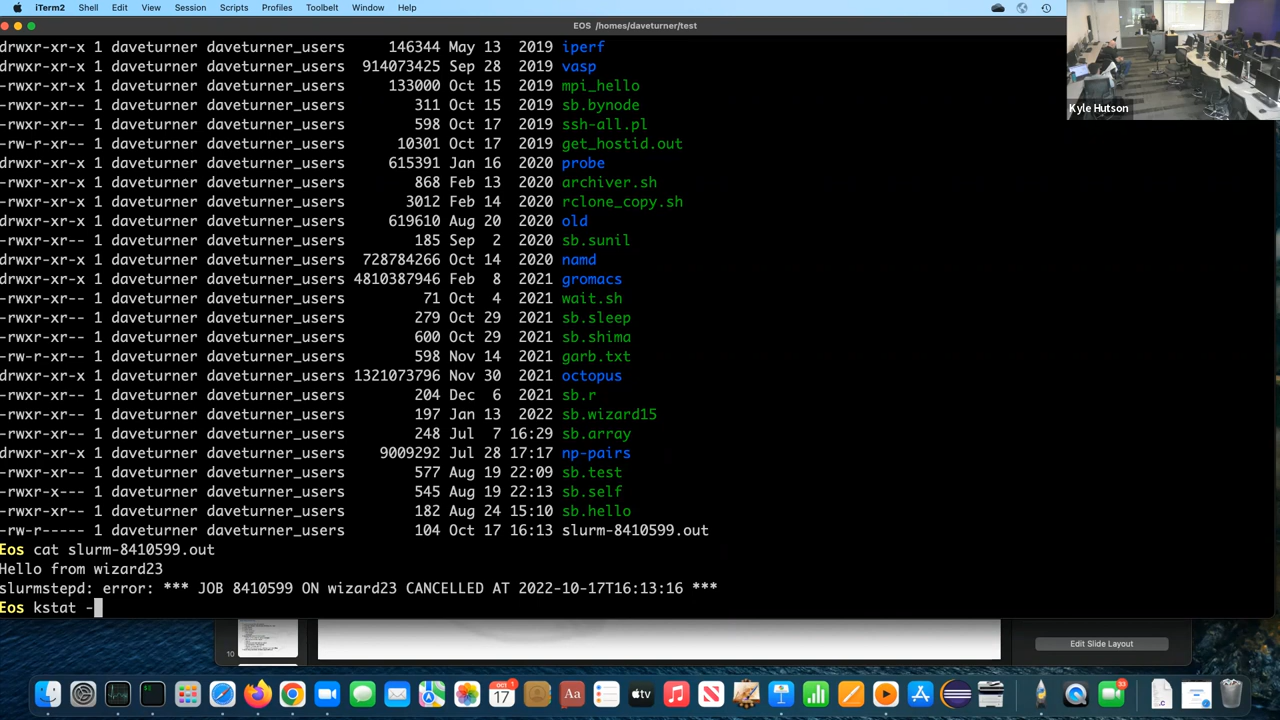 iTerm2 Shell Edit View Session Scripts Profiles Toolbelt Window Help
EOS /homes/daveturner/test
Kyle Hutson
drwxr-xr-x 1 daveturner daveturner_users 146344 May 13 2019 iperf
drwxr-xr-x 1 daveturner daveturner_users 914073425 Sep 28 2019 vasp
-rwxr-xr-x 1 daveturner daveturner_users 133000 Oct 15 2019 mpi_hello
-rwxr-xr-- 1 daveturner daveturner_users 311 Oct 15 2019 sb.bynode
-rwxr-xr-- 1 daveturner daveturner_users 598 Oct 17 2019 ssh-all.pl
-rw-r-xr-- 1 daveturner daveturner_users 10301 Oct 17 2019 get_hostid.out
drwxr-xr-x 1 daveturner daveturner_users 615391 Jan 16 2020 probe
-rwxr-xr-x 1 daveturner daveturner_users 868 Feb 13 2020 archiver.sh
-rwxr-xr-x 1 daveturner daveturner_users 3012 Feb 14 2020 rclone_copy.sh
drwxr-xr-x 1 daveturner daveturner_users 619610 Aug 20 2020 old
-rwxr-xr-- 1 daveturner daveturner_users 185 Sep 2 2020 sb.sunil
drwxr-xr-x 1 daveturner daveturner_users 728784266 Oct 14 2020 namd
drwxr-xr-x 1 daveturner daveturner_users 4810387946 Feb 8 2021 gromacs
-rwxr-xr-x 1 daveturner daveturner_users 71 Oct 4 2021 wait.sh
-rwxr-xr-- 1 daveturner daveturner_users 279 Oct 29 2021 sb.sleep
-rwxr-xr-- 1 daveturner daveturner_users 600 Oct 29 2021 sb.shima
-rw-r-xr-- 1 daveturner daveturner_users 598 Nov 14 2021 garb.txt
drwxr-xr-x 1 daveturner daveturner_users 1321073796 Nov 30 2021 octopus
-rwxr-xr-- 1 daveturner daveturner_users 204 Dec 6 2021 sb.r
-rwxr-xr-- 1 daveturner daveturner_users 197 Jan 13 2022 sb.wizard15
-rwxr-xr-- 1 daveturner daveturner_users 248 Jul 7 16:29 sb.array
drwxr-xr-x 1 daveturner daveturner_users 9009292 Jul 28 17:17 np-pairs
-rwxr-xr-- 1 daveturner daveturner_users 577 Aug 19 22:09 sb.test
-rwxr-x--- 1 daveturner daveturner_users 545 Aug 19 22:13 sb.self
-rwxr-xr-- 1 daveturner daveturner_users 182 Aug 24 15:10 sb.hello
-rw-r----- 1 daveturner daveturner_users 104 Oct 17 16:13 slurm-8410599.out
Eos cat slurm-8410599.out
Hello from wizard23
slurmstepd: error: *** JOB 8410599 ON wizard23 CANCELLED AT 2022-10-17T16:13:16 ***
Eos kstat -
10
Edit Slide Layout
OCT
17
1
Aa
tv
33